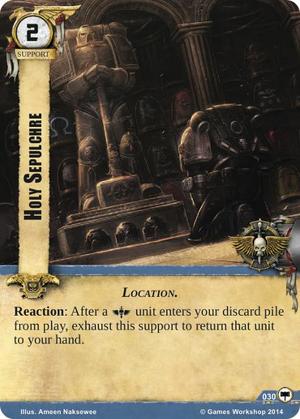 2
SUPPORT
HOLY SEPULCHRE
LOCATION.
Reaction: After a unit enters your discard pile
from play, exhaust this support to return that unit
to your hand.
030
Illus. Ameen Naksewee
© Games Workshop 2014